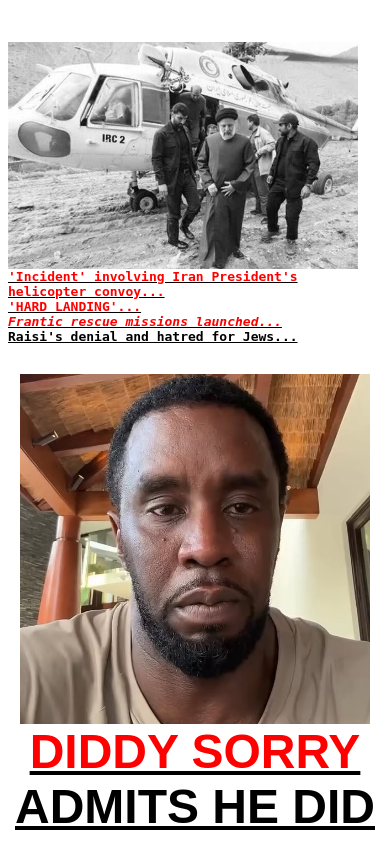 IRC 2
'Incident' involving Iran President's
helicopter convoy...
'HARD LANDING'...
Frantic rescue missions launched...
Raisi's denial and hatred for Jews...
DIDDY SORRY
ADMITS HE DID